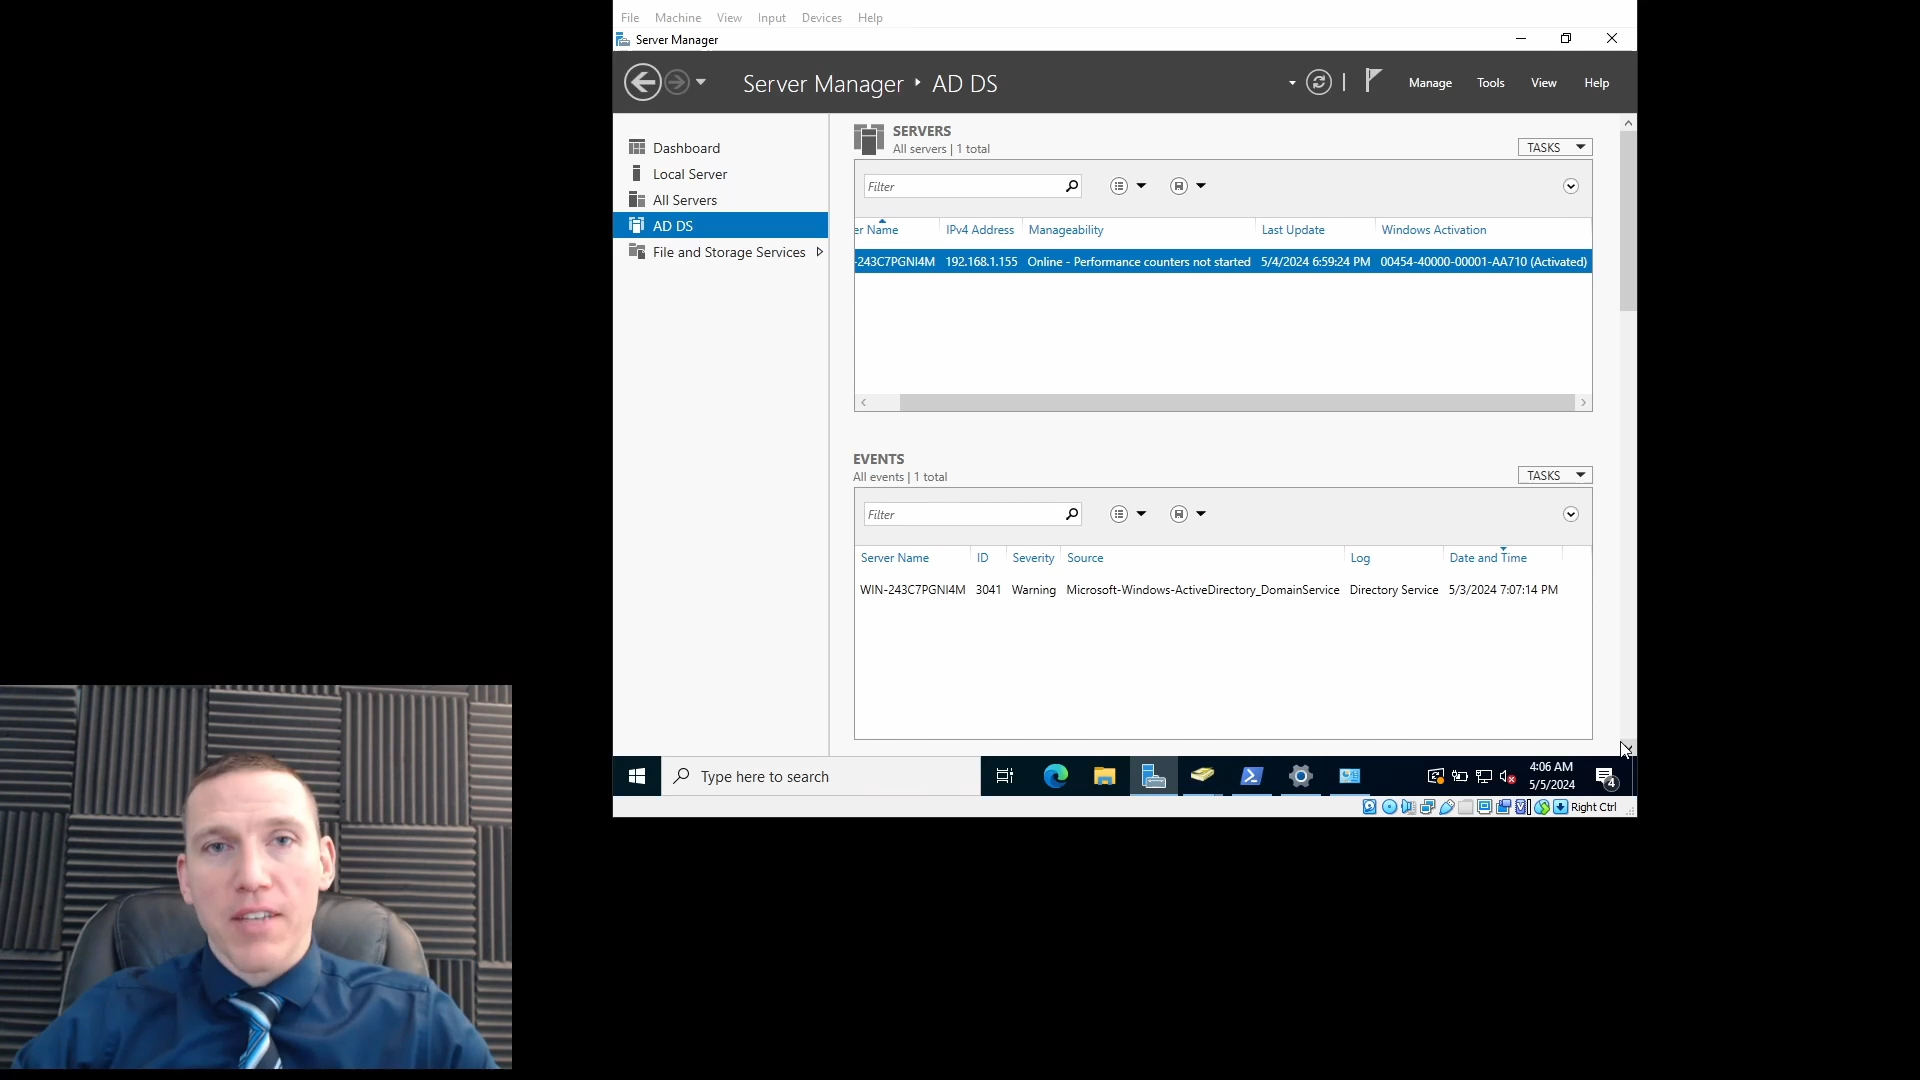 File Machine View Input Devices Help
Server Manager
Server Manager AD DS
Manage Tools View Help
Dashboard
Local Server
All Servers
AD DS
File and Storage Services
SERVERS
All servers | 1 total
TASKS
Filter
er Name IPv4 Address Manageability Last Update Windows Activation
-243C7PGNI4M 192.168.1.155 Online - Performance counters not started 5/4/2024 6:59:24 PM 00454-40000-00001-AA710 (Activated)
EVENTS
All events | 1 total
TASKS
Filter
Server Name ID Severity Source Log Date and Time
WIN-243C7PGNI4M 3041 Warning Microsoft-Windows-ActiveDirectory_DomainService Directory Service 5/3/2024 7:07:14 PM
Type here to search
4:06 AM
5/5/2024
4
Right Ctrl